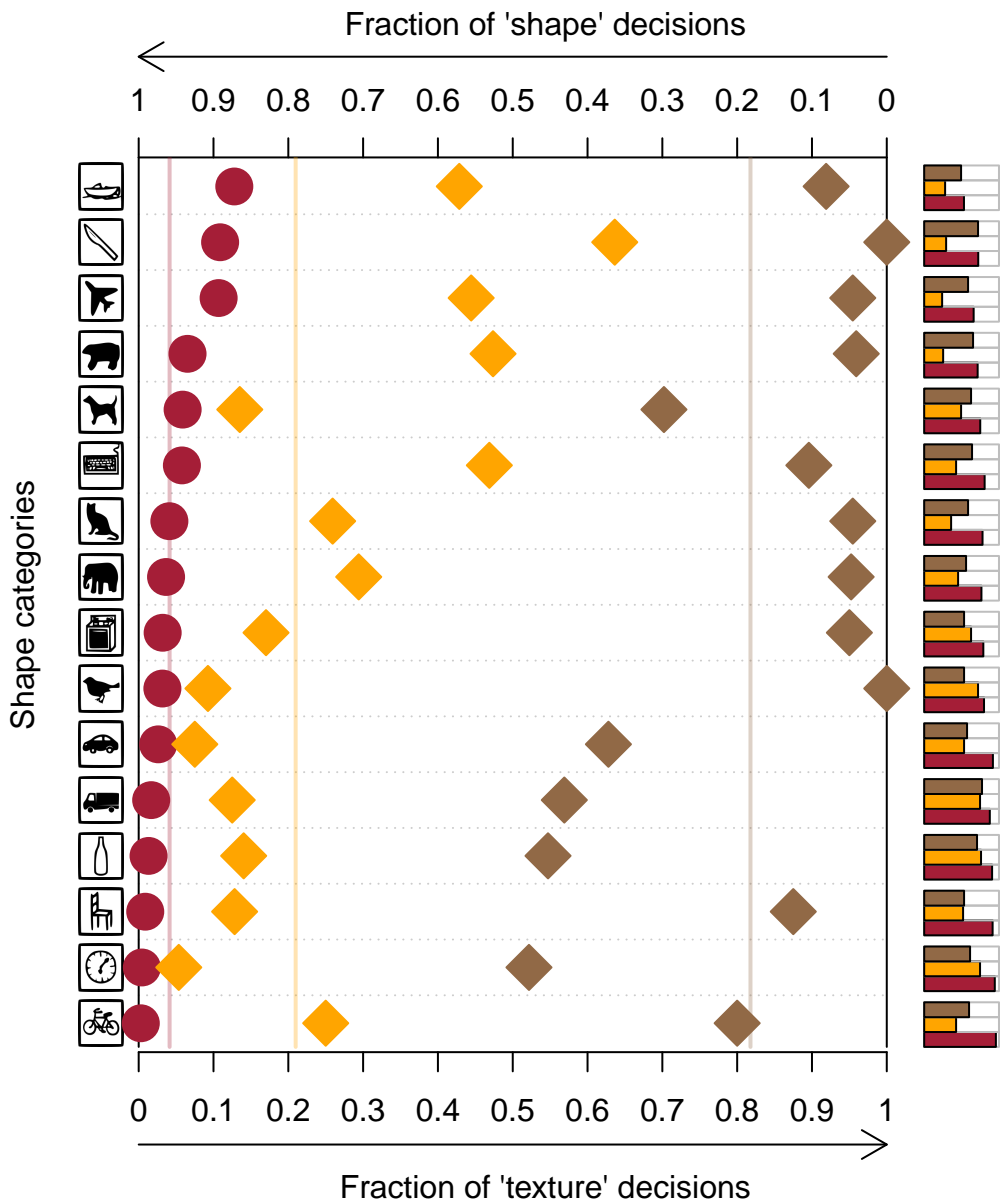 Fraction of 'shape' decisions
1 0.9 0.8 0.7 0.6 0.5 0.4 0.3 0.2 0.1 0
Shape categories
0 0.1 0.2 0.3 0.4 0.5 0.6 0.7 0.8 0.9 1
Fraction of 'texture' decisions